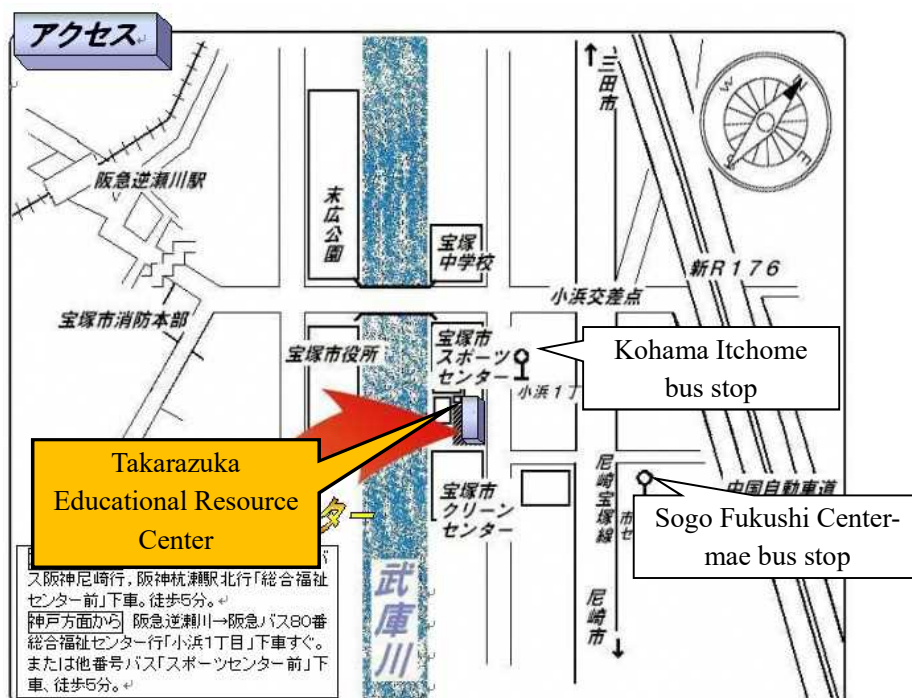 アクセス
三田市
W
N
S
E
阪急逆瀬川駅
末広公園
宝塚
中学校
新R176
小浜交差点
宝塚市消防本部
宝塚市役所
宝塚市
スポーツ
センター
小浜1丁
Kohama Itchome
bus stop
Takarazuka
Educational Resource
Center
ター
宝塚市
クリーン
センター
尼崎宝塚線
市セ
中国自動車道
Sogo Fukushi Center-
mae bus stop
武庫川
尼崎市
バ
ス阪神尼崎行，阪神杭瀬駅北行「総合福祉
センター前」下車。徒歩5分。
神戸方面から 阪急逆瀬川→阪急バス80番
総合福祉センター行「小浜1丁目」下車すぐ。
または他番号バス「スポーツセンター前」下
車、徒歩5分。